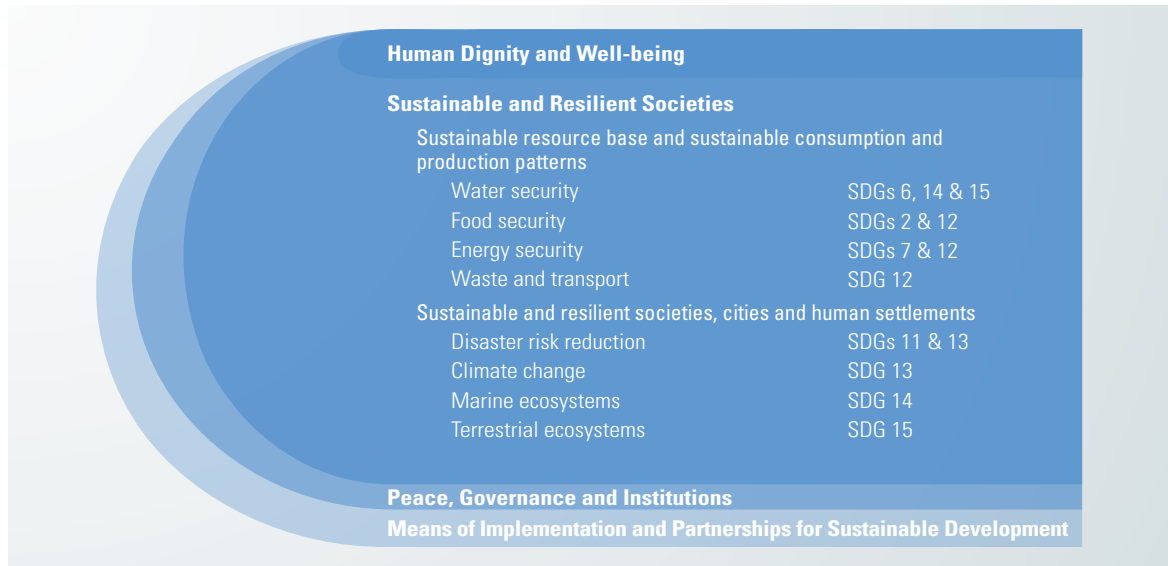 Human Dignity and Well-being
Sustainable and Resilient Societies
Sustainable resource base and sustainable consumption and
production patterns
Water security SDGs 6, 14 & 15
Food security SDGs 2 & 12
Energy security SDGs 7 & 12
Waste and transport SDG 12
Sustainable and resilient societies, cities and human settlements
Disaster risk reduction SDGs 11 & 13
Climate change SDG 13
Marine ecosystems SDG 14
Terrestrial ecosystems SDG 15
Peace, Governance and Institutions
Means of Implementation and Partnerships for Sustainable Development